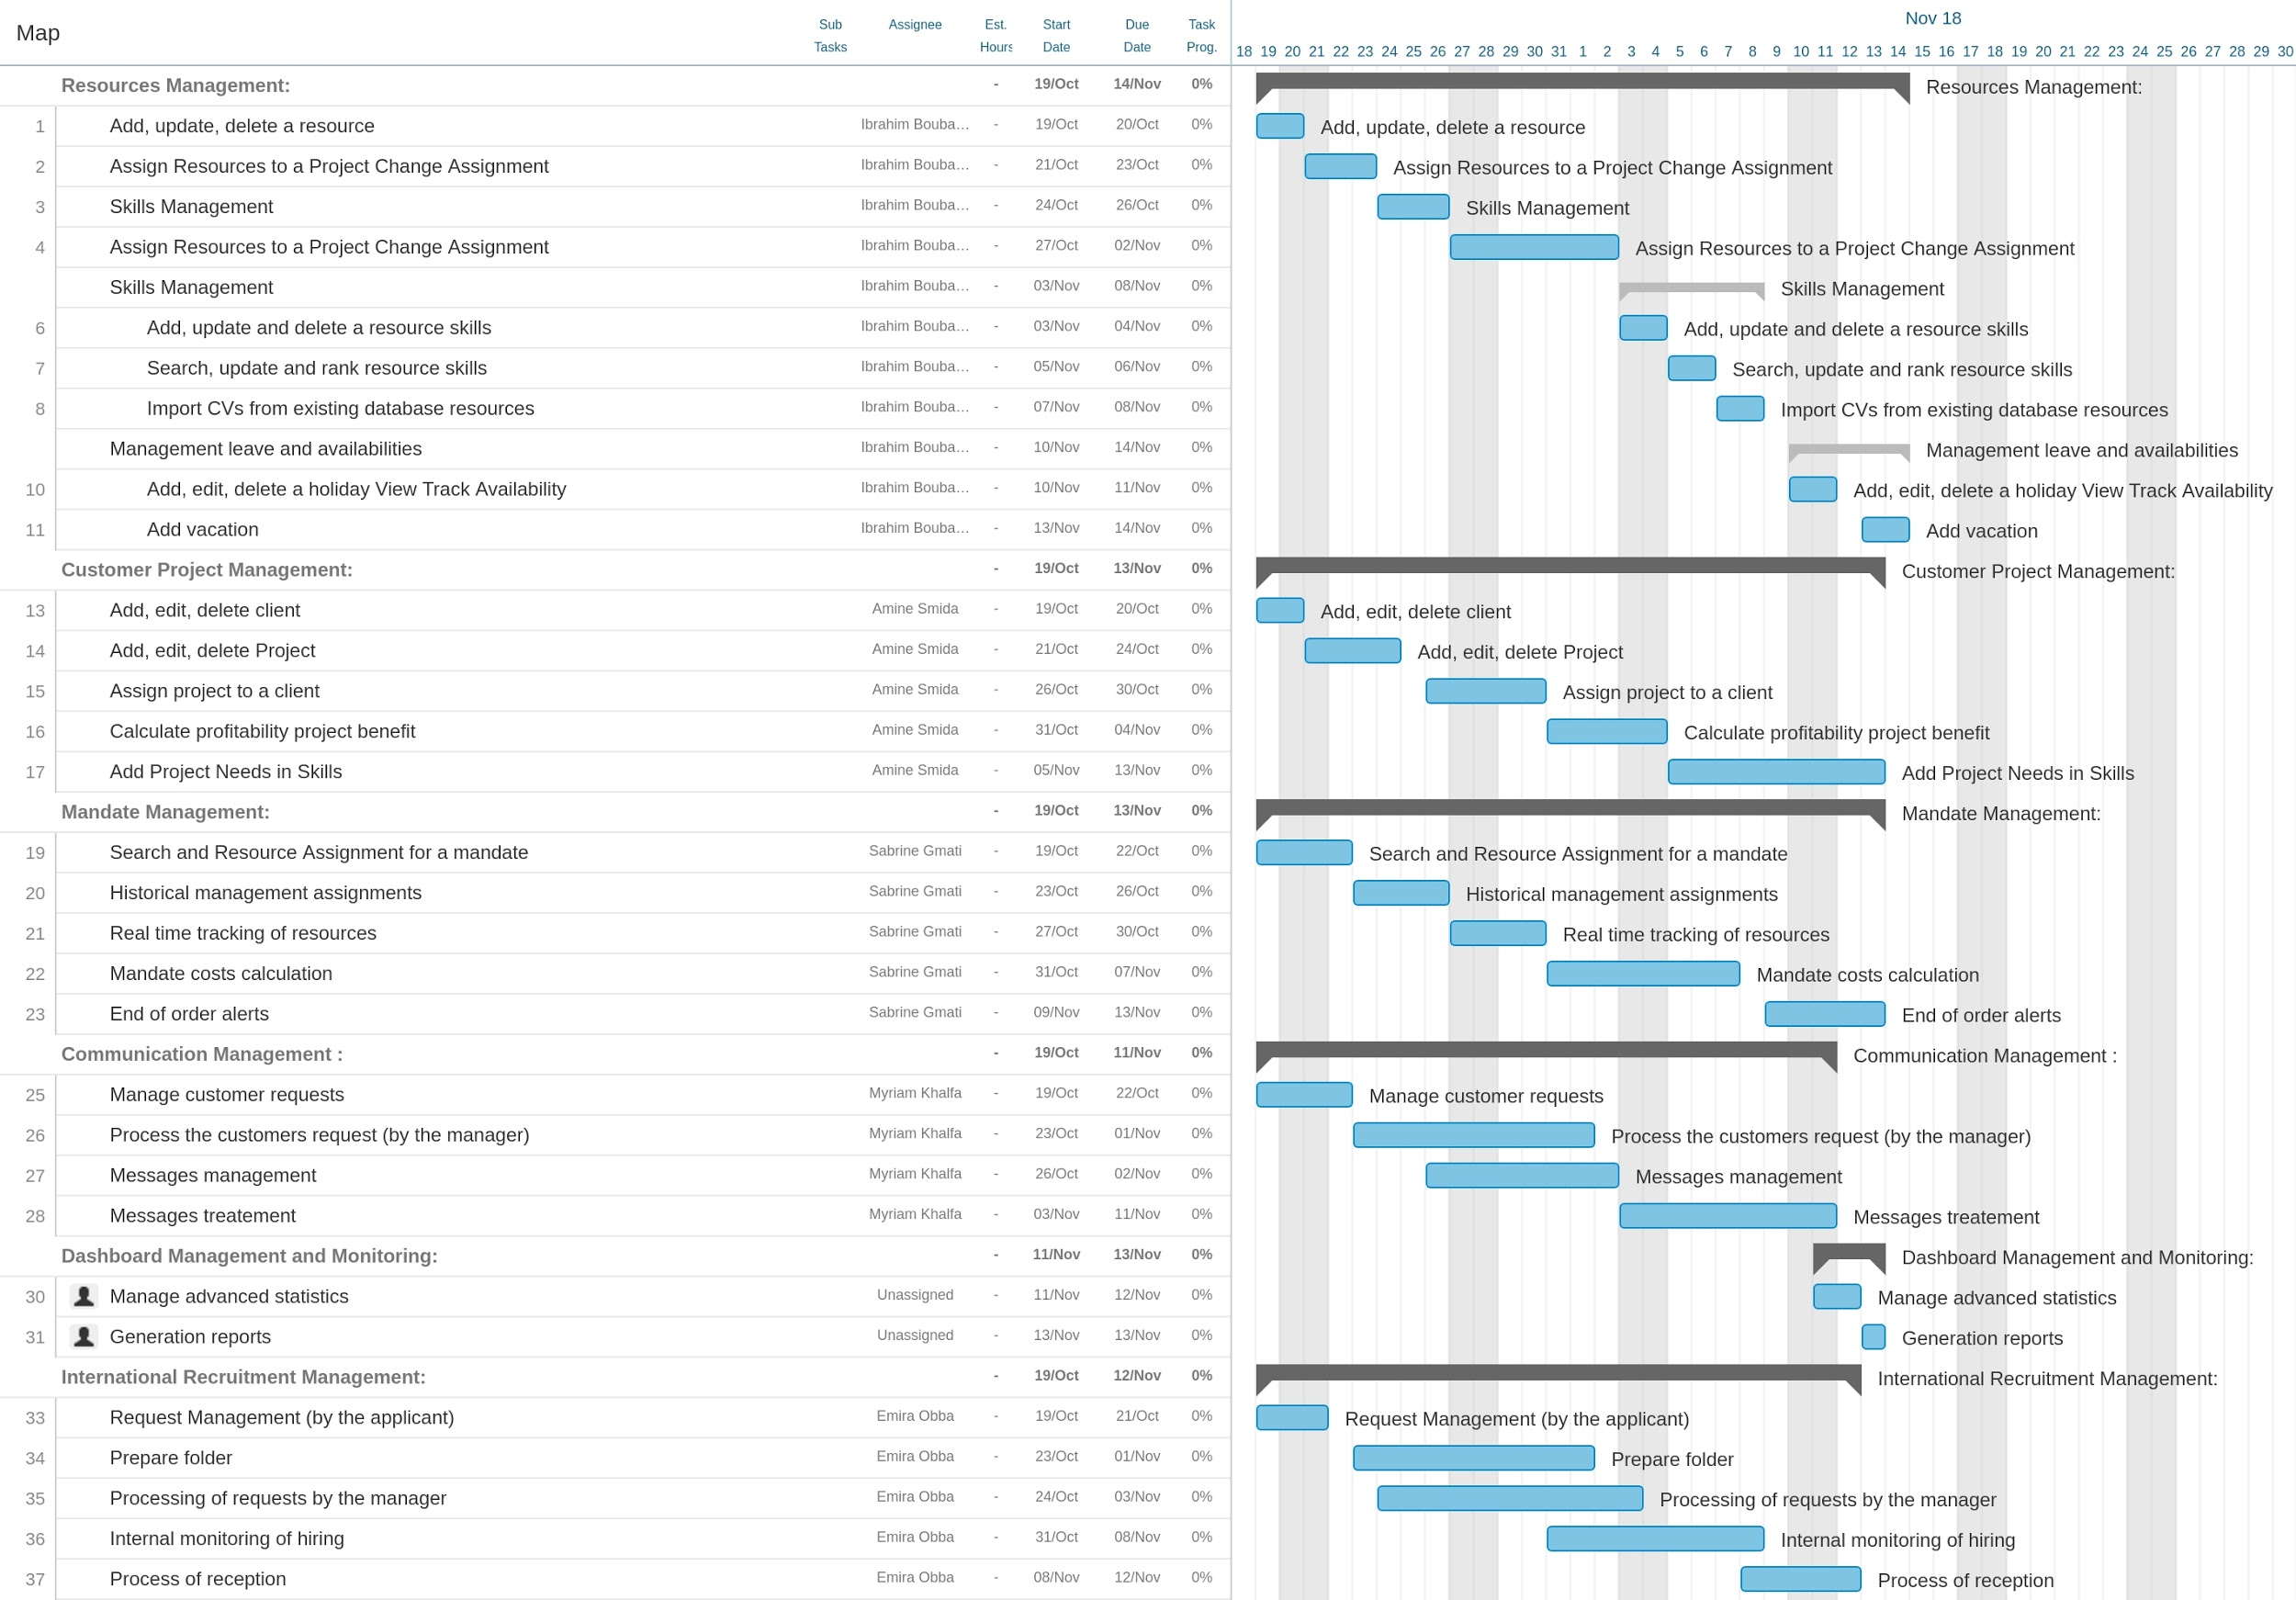 Map Sub Tasks Assignee Est. Hours Start Date Due Date Task Prog. Nov 18
18 19 20 21 22 23 24 25 26 27 28 29 30 31 1 2 3 4 5 6 7 8 9 10 11 12 13 14 15 16 17 18 19 20 21 22 23 24 25 26 27 28 29 30
Resources Management: - 19/Oct 14/Nov 0% Resources Management:
1 Add, update, delete a resource Ibrahim Bouba… - 19/Oct 20/Oct 0% Add, update, delete a resource
2 Assign Resources to a Project Change Assignment Ibrahim Bouba… - 21/Oct 23/Oct 0% Assign Resources to a Project Change Assignment
3 Skills Management Ibrahim Bouba… - 24/Oct 26/Oct 0% Skills Management
4 Assign Resources to a Project Change Assignment Ibrahim Bouba… - 27/Oct 02/Nov 0% Assign Resources to a Project Change Assignment
Skills Management Ibrahim Bouba… - 03/Nov 08/Nov 0% Skills Management
6 Add, update and delete a resource skills Ibrahim Bouba… - 03/Nov 04/Nov 0% Add, update and delete a resource skills
7 Search, update and rank resource skills Ibrahim Bouba… - 05/Nov 06/Nov 0% Search, update and rank resource skills
8 Import CVs from existing database resources Ibrahim Bouba… - 07/Nov 08/Nov 0% Import CVs from existing database resources
Management leave and availabilities Ibrahim Bouba… - 10/Nov 14/Nov 0% Management leave and availabilities
10 Add, edit, delete a holiday View Track Availability Ibrahim Bouba… - 10/Nov 11/Nov 0% Add, edit, delete a holiday View Track Availability
11 Add vacation Ibrahim Bouba… - 13/Nov 14/Nov 0% Add vacation
Customer Project Management: - 19/Oct 13/Nov 0% Customer Project Management:
13 Add, edit, delete client Amine Smida - 19/Oct 20/Oct 0% Add, edit, delete client
14 Add, edit, delete Project Amine Smida - 21/Oct 24/Oct 0% Add, edit, delete Project
15 Assign project to a client Amine Smida - 26/Oct 30/Oct 0% Assign project to a client
16 Calculate profitability project benefit Amine Smida - 31/Oct 04/Nov 0% Calculate profitability project benefit
17 Add Project Needs in Skills Amine Smida - 05/Nov 13/Nov 0% Add Project Needs in Skills
Mandate Management: - 19/Oct 13/Nov 0% Mandate Management:
19 Search and Resource Assignment for a mandate Sabrine Gmati - 19/Oct 22/Oct 0% Search and Resource Assignment for a mandate
20 Historical management assignments Sabrine Gmati - 23/Oct 26/Oct 0% Historical management assignments
21 Real time tracking of resources Sabrine Gmati - 27/Oct 30/Oct 0% Real time tracking of resources
22 Mandate costs calculation Sabrine Gmati - 31/Oct 07/Nov 0% Mandate costs calculation
23 End of order alerts Sabrine Gmati - 09/Nov 13/Nov 0% End of order alerts
Communication Management : - 19/Oct 11/Nov 0% Communication Management :
25 Manage customer requests Myriam Khalfa - 19/Oct 22/Oct 0% Manage customer requests
26 Process the customers request (by the manager) Myriam Khalfa - 23/Oct 01/Nov 0% Process the customers request (by the manager)
27 Messages management Myriam Khalfa - 26/Oct 02/Nov 0% Messages management
28 Messages treatement Myriam Khalfa - 03/Nov 11/Nov 0% Messages treatement
Dashboard Management and Monitoring: - 11/Nov 13/Nov 0% Dashboard Management and Monitoring:
30 Manage advanced statistics Unassigned - 11/Nov 12/Nov 0% Manage advanced statistics
31 Generation reports Unassigned - 13/Nov 13/Nov 0% Generation reports
International Recruitment Management: - 19/Oct 12/Nov 0% International Recruitment Management:
33 Request Management (by the applicant) Emira Obba - 19/Oct 21/Oct 0% Request Management (by the applicant)
34 Prepare folder Emira Obba - 23/Oct 01/Nov 0% Prepare folder
35 Processing of requests by the manager Emira Obba - 24/Oct 03/Nov 0% Processing of requests by the manager
36 Internal monitoring of hiring Emira Obba - 31/Oct 08/Nov 0% Internal monitoring of hiring
37 Process of reception Emira Obba - 08/Nov 12/Nov 0% Process of reception